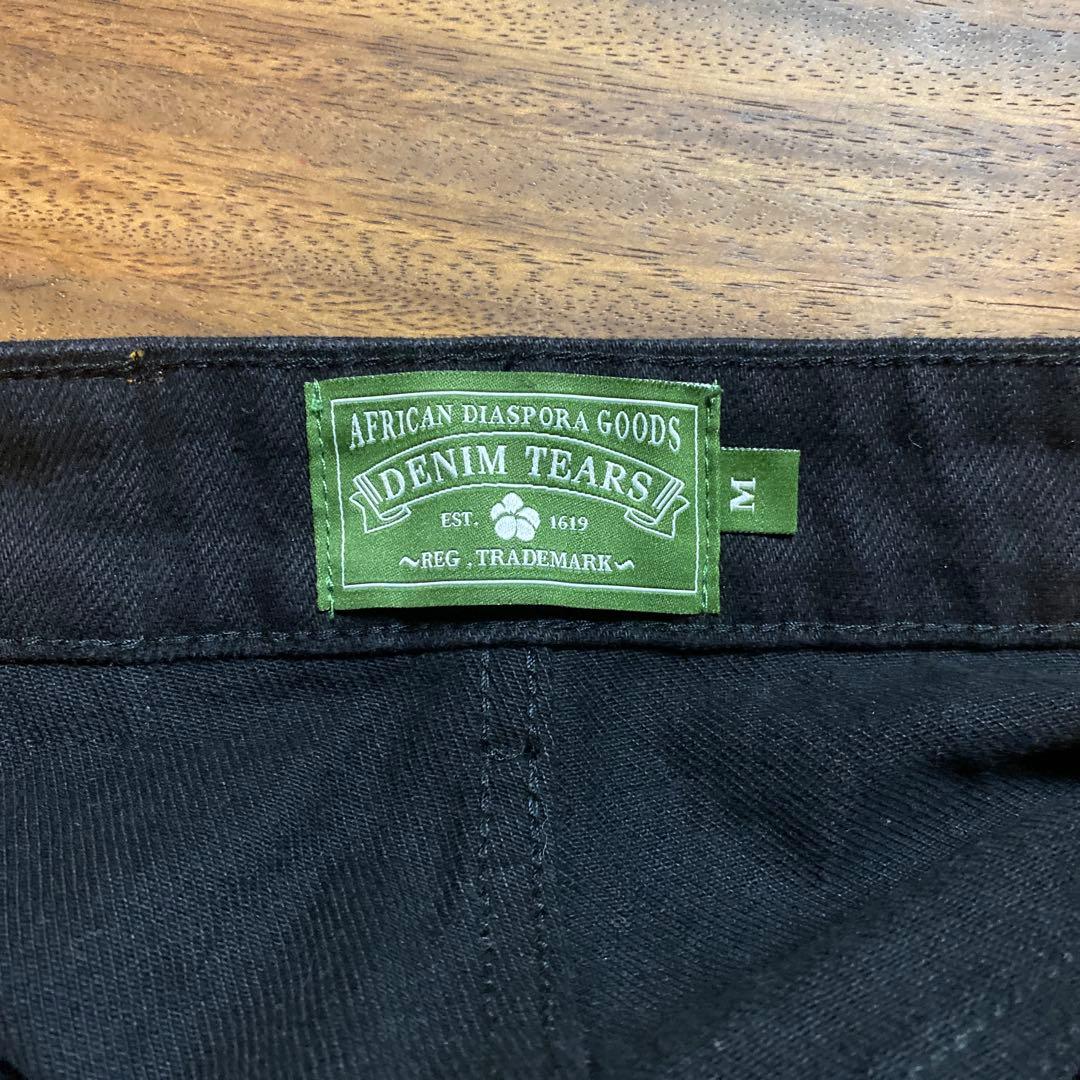 AFRICAN DIASPORA GOODS
DENIM TEARS
EST. 1619
~REG . TRADEMARK~
M